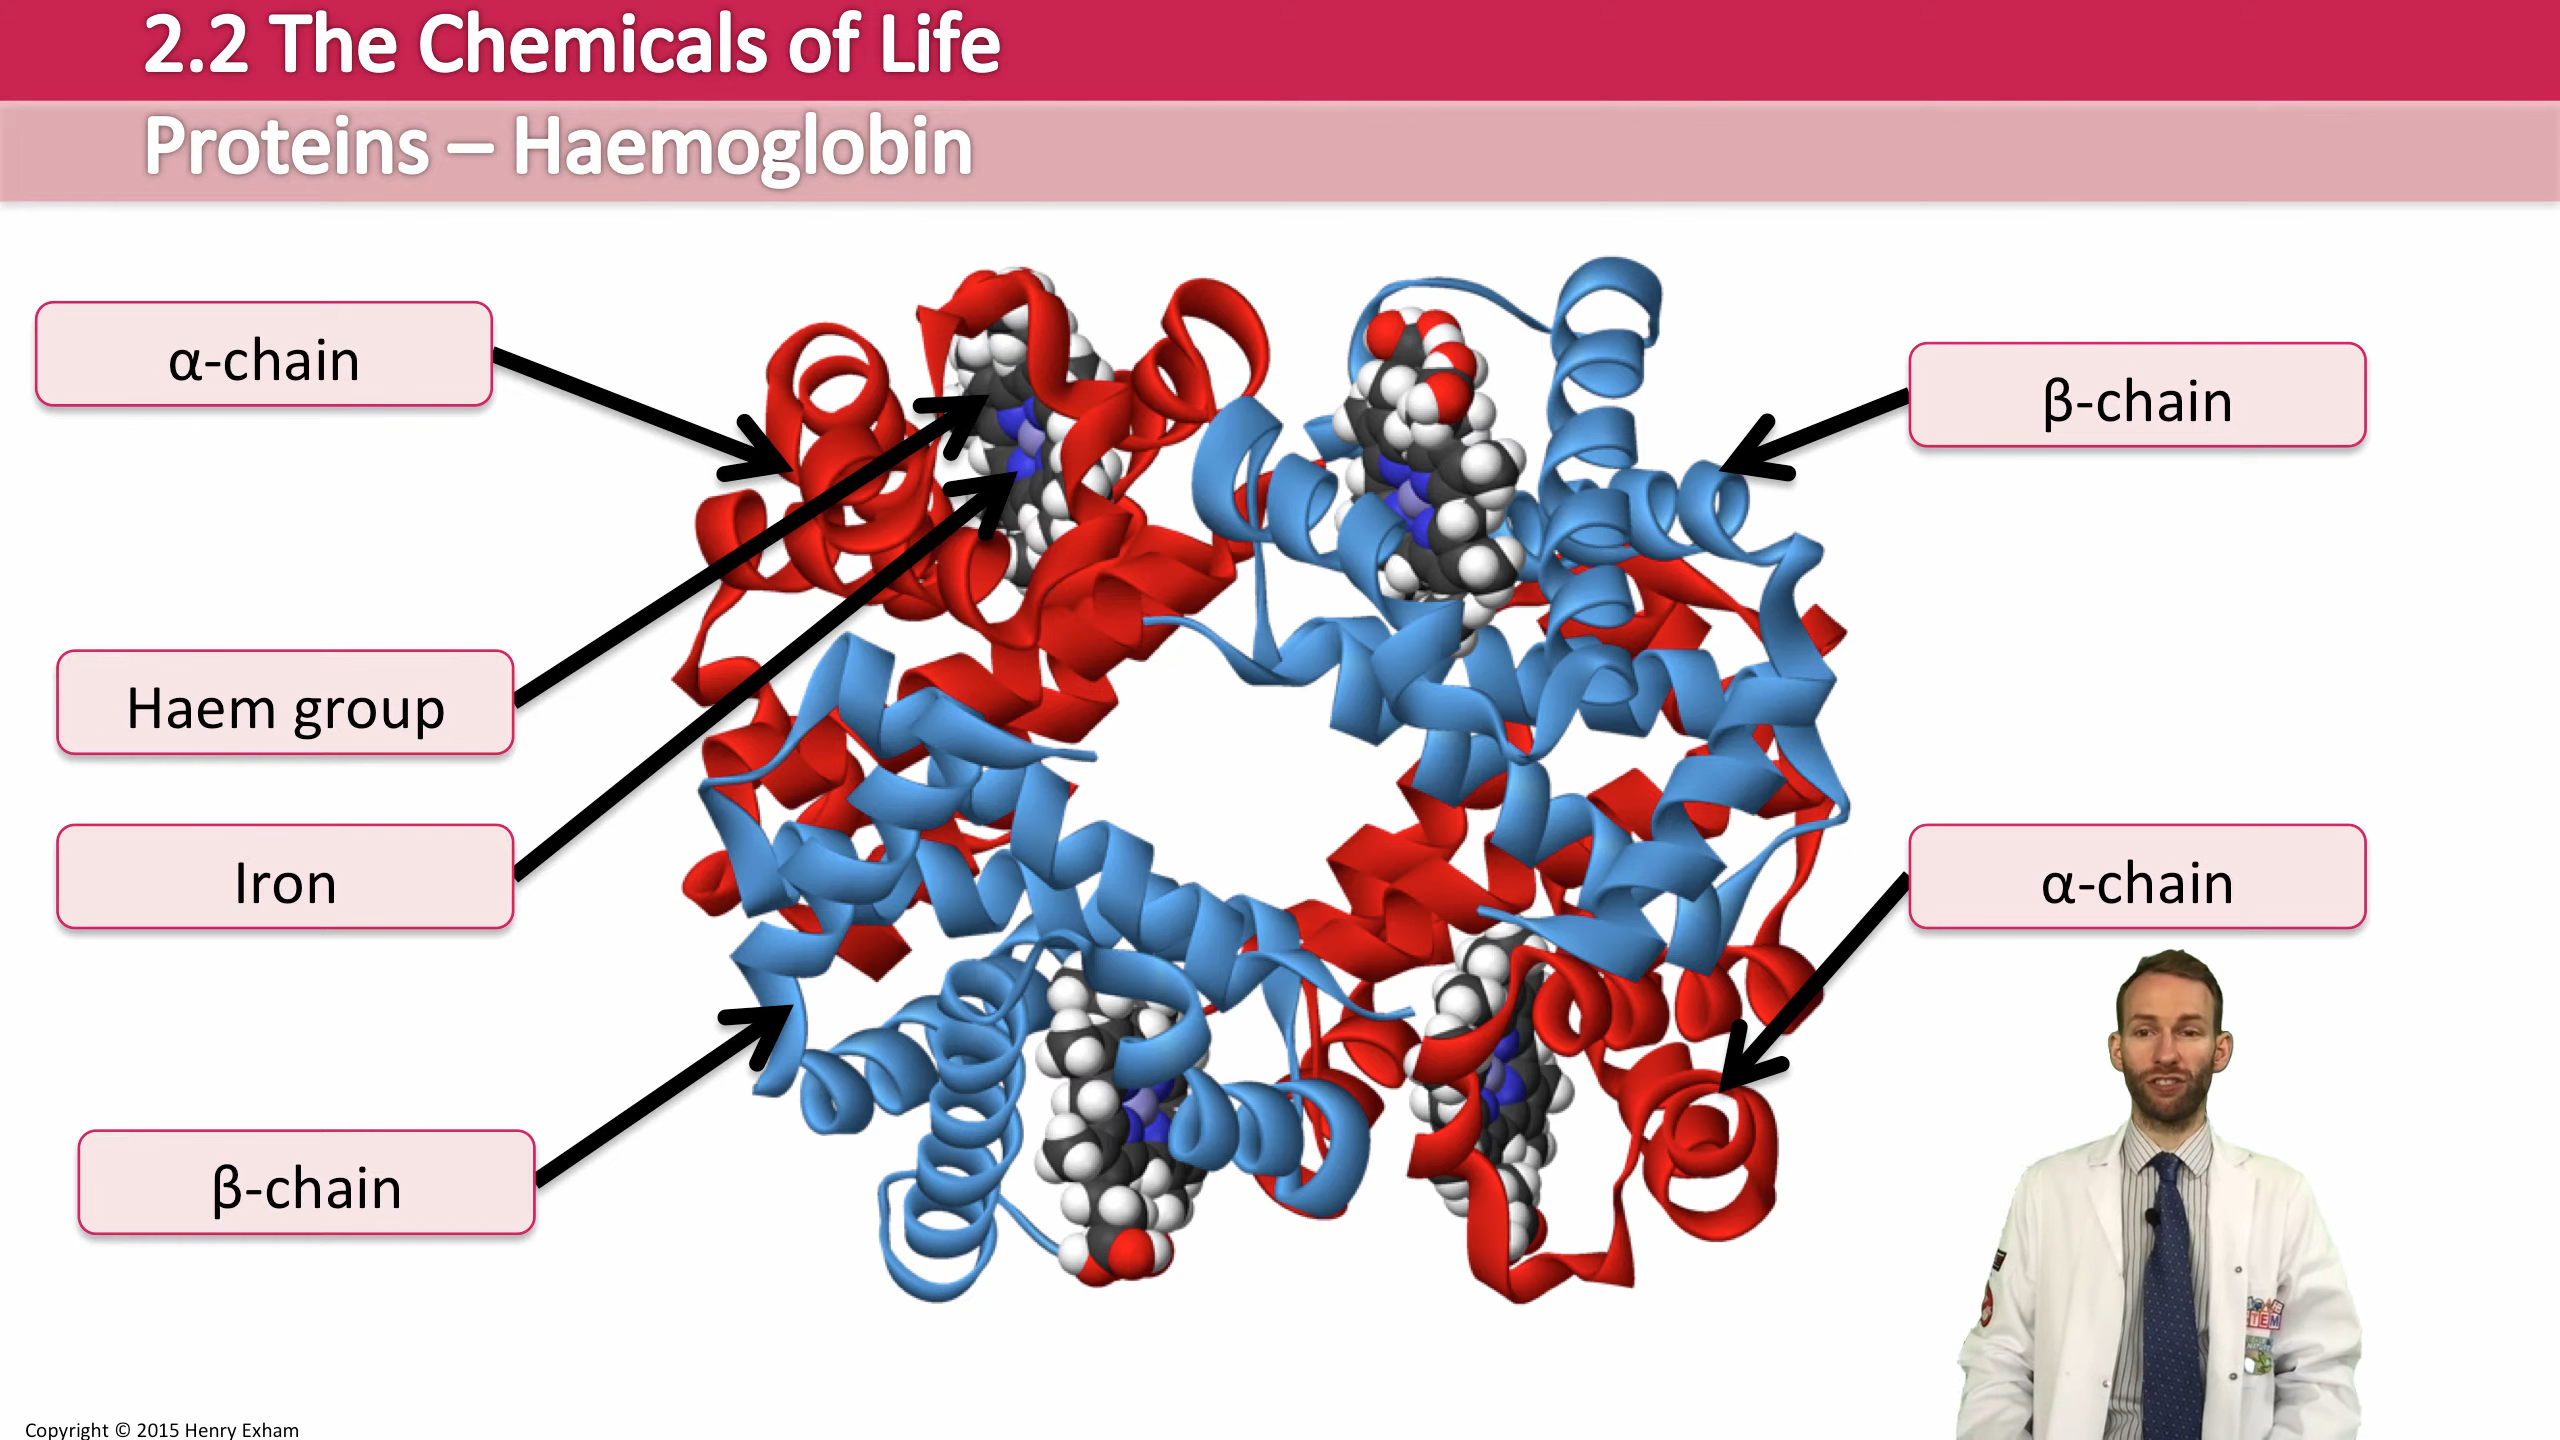 2.2 The Chemicals of Life
Proteins – Haemoglobin
α-chain
β-chain
Haem group
Iron
α-chain
β-chain
TEM
Copyright © 2015 Henry Exham